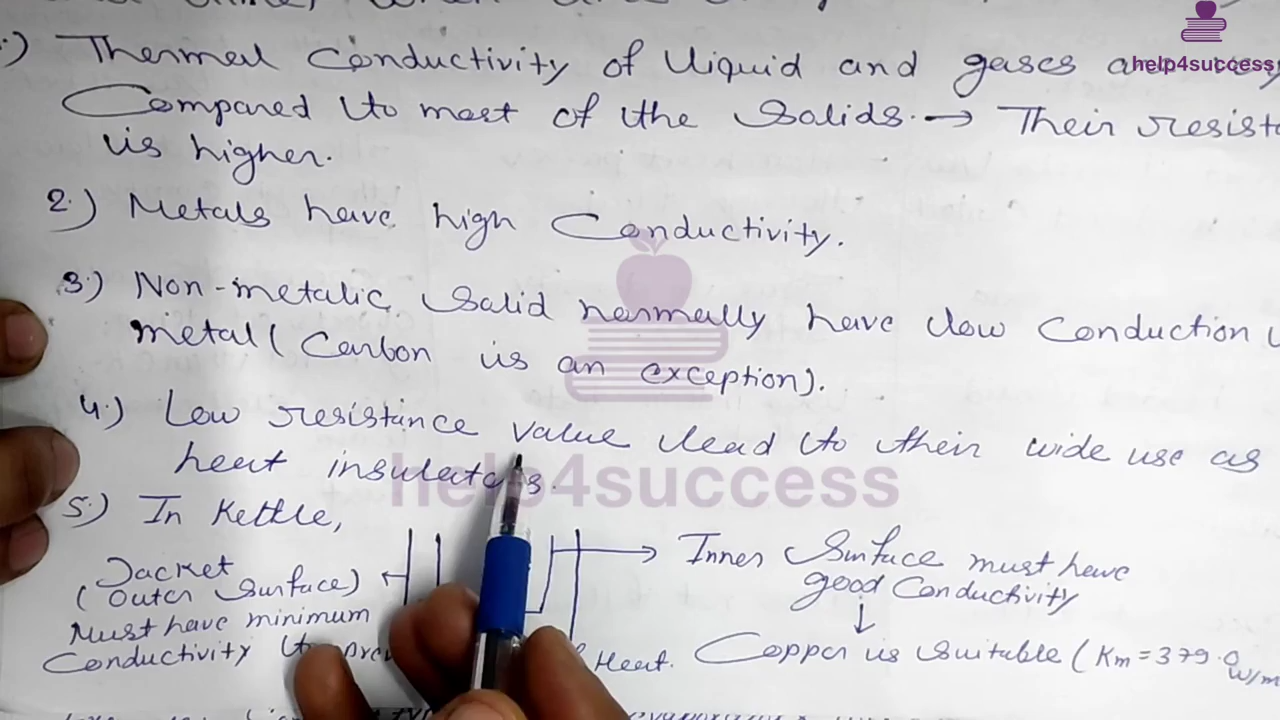 help4success
1.) Thermal Conductivity of liquid and gases are
Compared to most of the Solids. → Their
is higher.
2.) Metals have high Conductivity.
3.) Non-metalic Solid normally have low Conduction
metal (Carbon is an exception).
4.) Low resistance value lead to their wide use as
heat insulators.
help4success
5.) In Kettle,
Jacket
(outer Surface)
Must have minimum
Conductivity to
Heat.
Inner Surface must have
good Conductivity
↓
Copper is Suitable (Km = 379.0
W/m